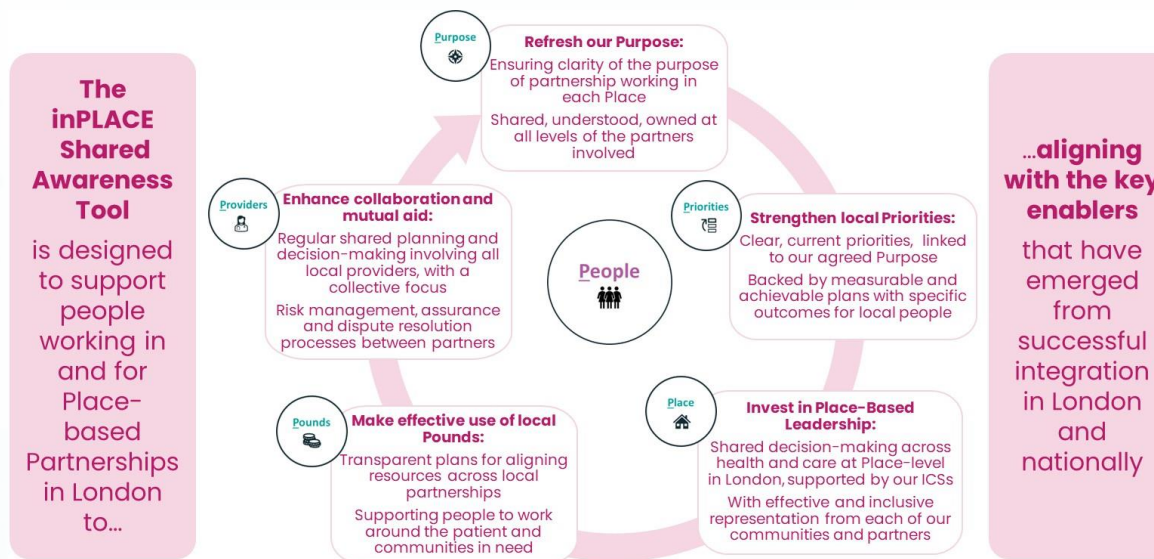 The
inPLACE
Shared
Awareness
Tool
is designed
to support
people
working in
and for
Place-
based
Partnerships
in London
to...
Purpose
Refresh our Purpose:
Ensuring clarity of the purpose
of partnership working in
each Place
Shared, understood, owned at
all levels of the partners
involved
Priorities
Strengthen local Priorities:
Clear, current priorities, linked
to our agreed Purpose
Backed by measurable and
achievable plans with specific
outcomes for local people
Place
Invest in Place-Based
Leadership:
Shared decision-making across
health and care at Place-level
in London, supported by our ICSs
With effective and inclusive
representation from each of our
communities and partners
Pounds
Make effective use of local
Pounds:
Transparent plans for aligning
resources across local
partnerships
Supporting people to work
around the patient and
communities in need
Providers
Enhance collaboration and
mutual aid:
Regular shared planning and
decision-making involving all
local providers, with a
collective focus
Risk management, assurance
and dispute resolution
processes between partners
People
...aligning
with the key
enablers
that have
emerged
from
successful
integration
in London
and
nationally